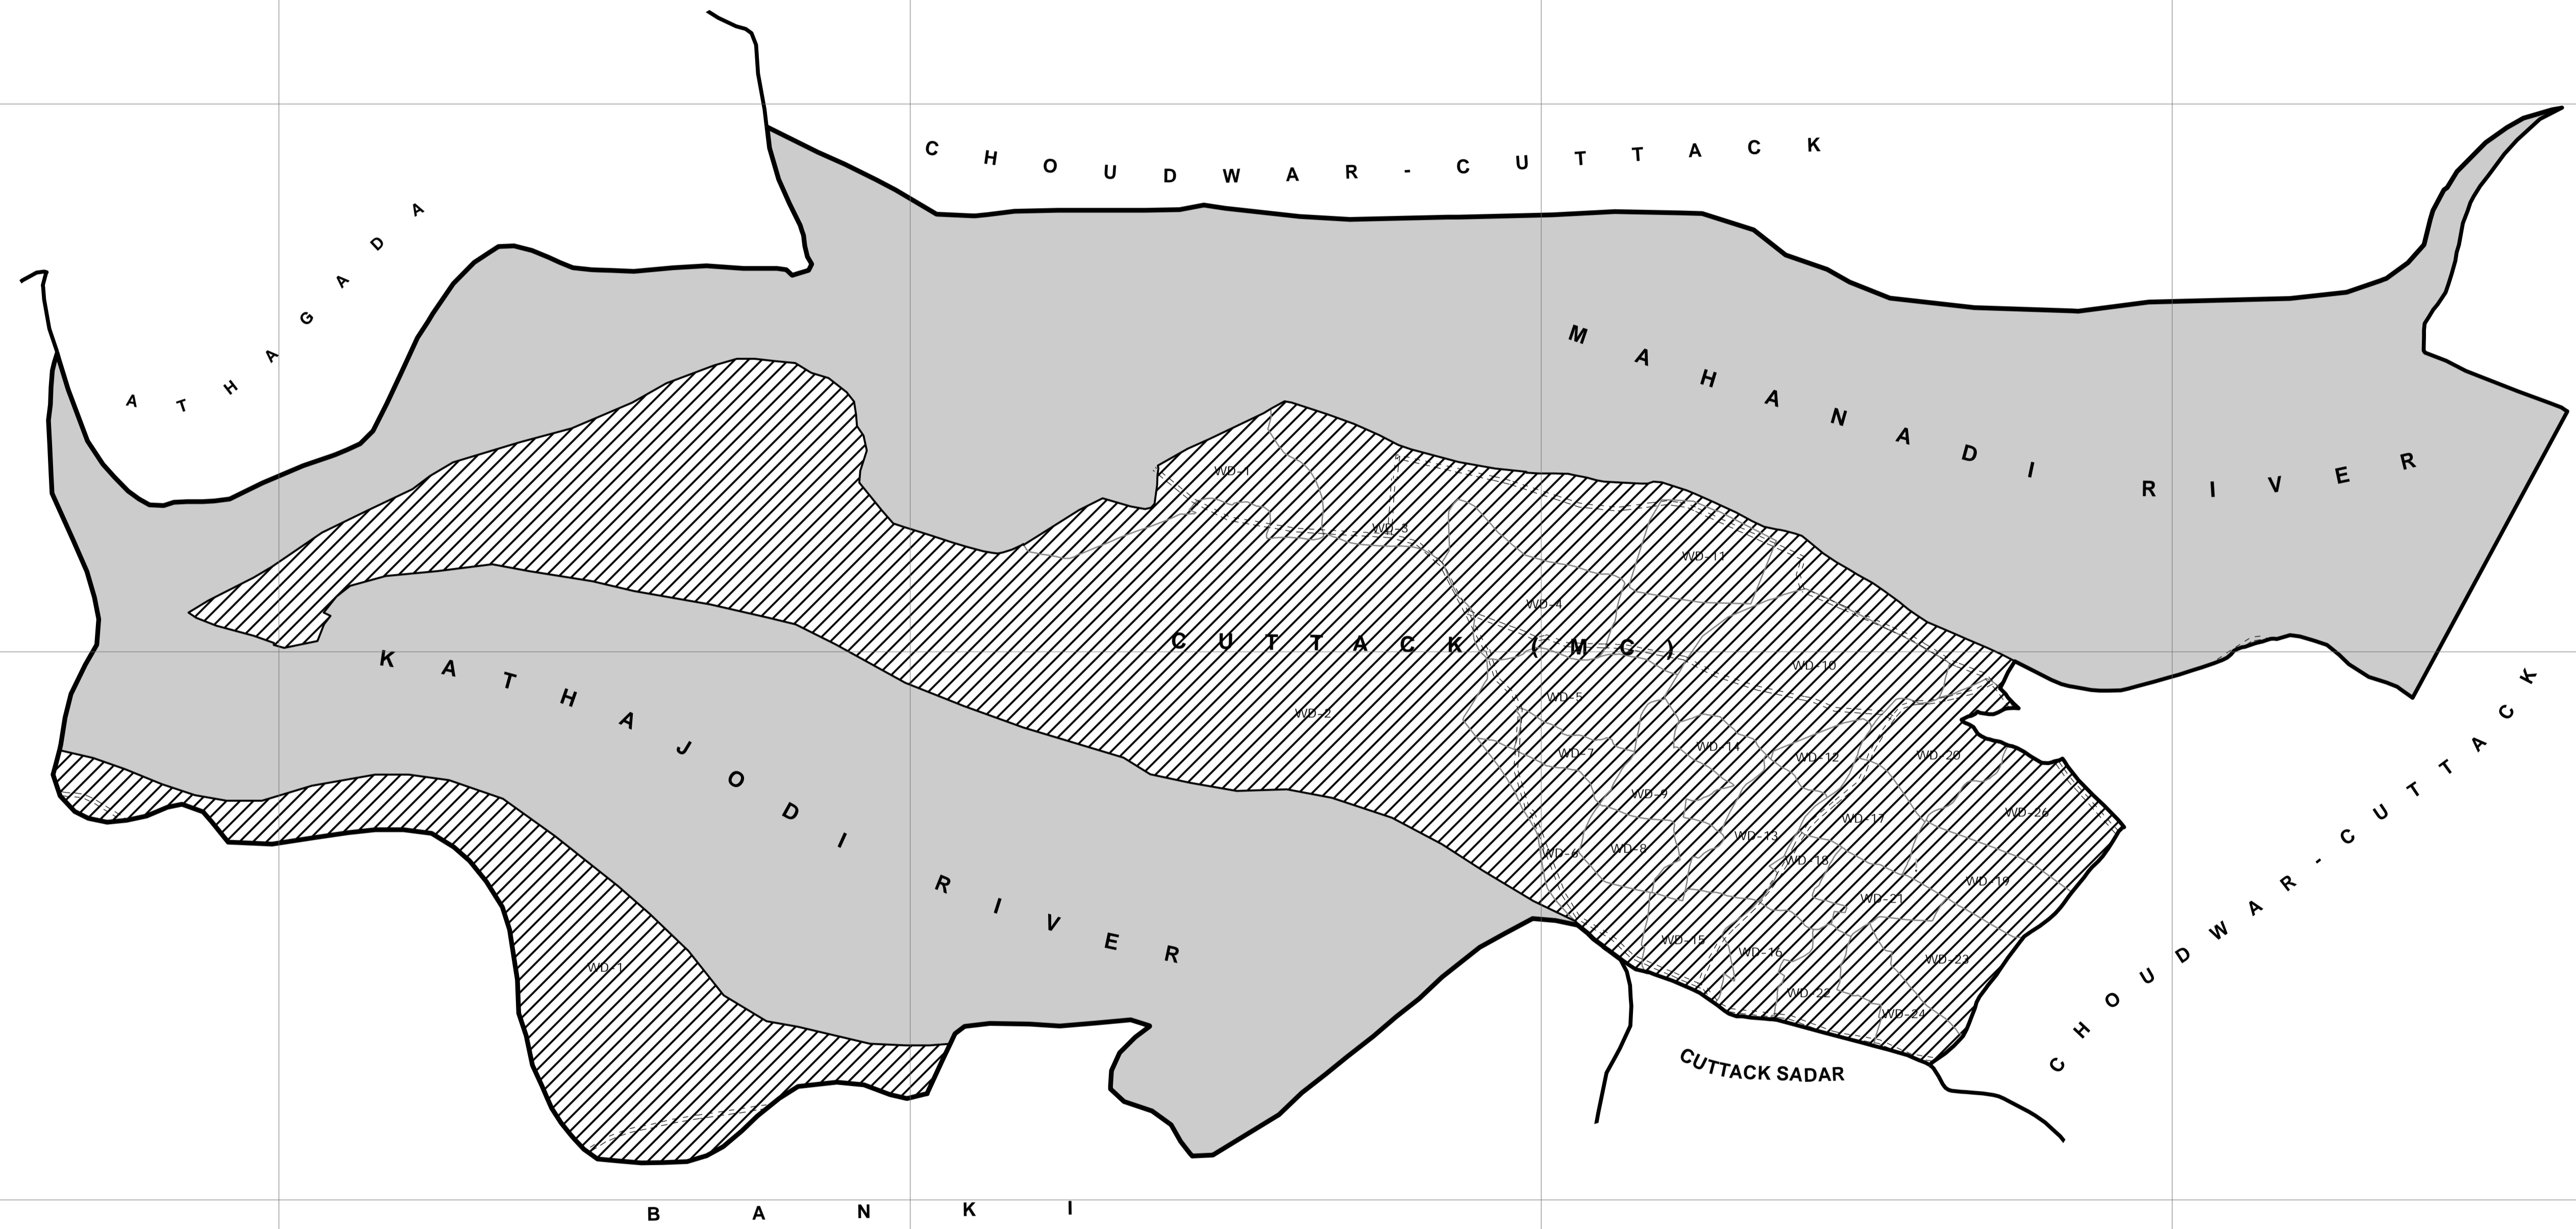 CHOUDWAR-CUTTACK
ATHAGADA
MAHANADI RIVER
WD-1
WD-3
WD-11
WD-4
CUTTACK (MC)
KATHAJODI RIVER
WD-10
WD-5
WD-2
WD-14
WD-7
WD-12
WD-20
WD-9
WD-26
WD-17
WD-13
WD-8
WD-6
WD-18
WD-19
WD-21
WD-15
WD-16
WD-23
WD-1
WD-22
WD-24
CHOUDWAR-CUTTACK
CUTTACK SADAR
BANKI